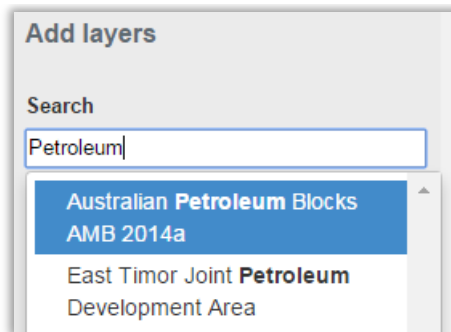 Add layers
Search
Petroleum
Australian Petroleum Blocks
AMB 2014a
East Timor Joint Petroleum
Development Area